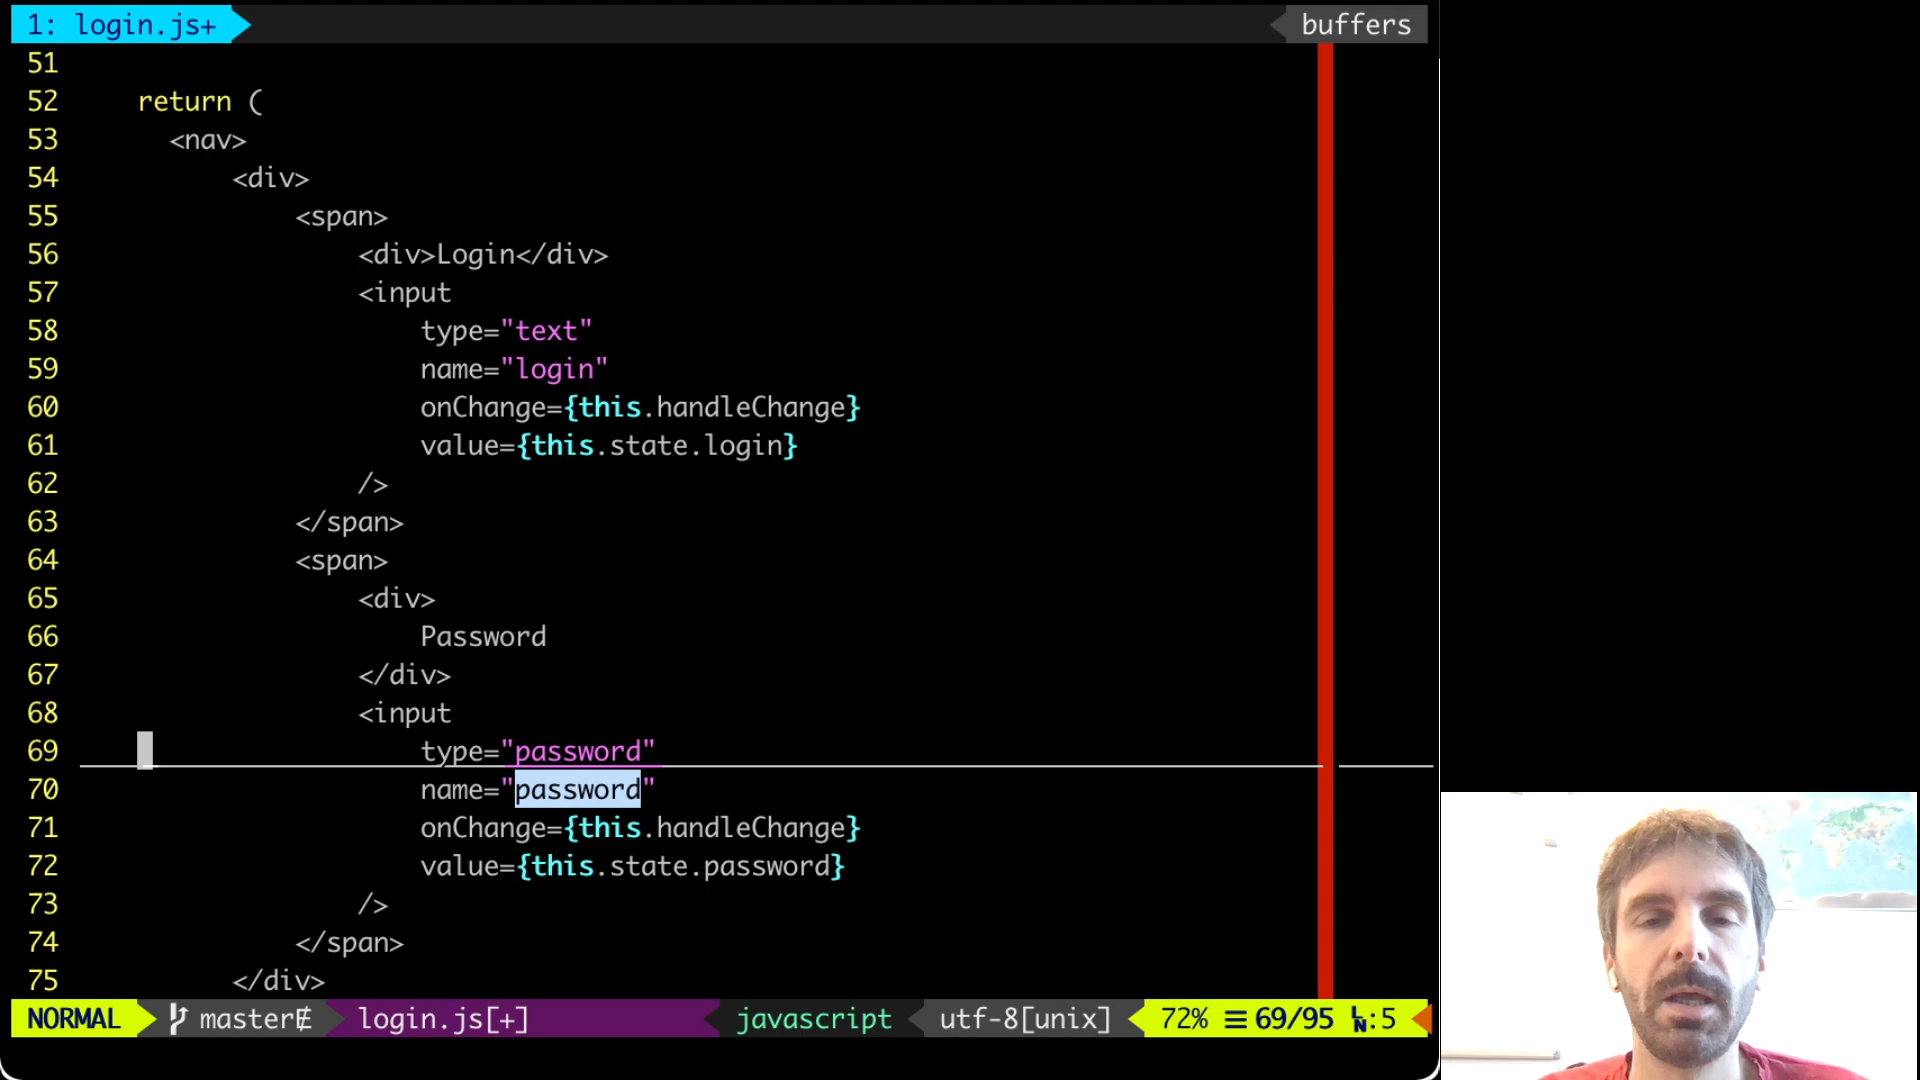 1: login.js+ buffers
51
52 return (
53 <nav>
54 <div>
55 <span>
56 <div>Login</div>
57 <input
58 type="text"
59 name="login"
60 onChange={this.handleChange}
61 value={this.state.login}
62 />
63 </span>
64 <span>
65 <div>
66 Password
67 </div>
68 <input
69 type="password"
70 name="password"
71 onChange={this.handleChange}
72 value={this.state.password}
73 />
74 </span>
75 </div>
NORMAL master login.js[+] javascript utf-8[unix] 72% ☰ 69/95 :5